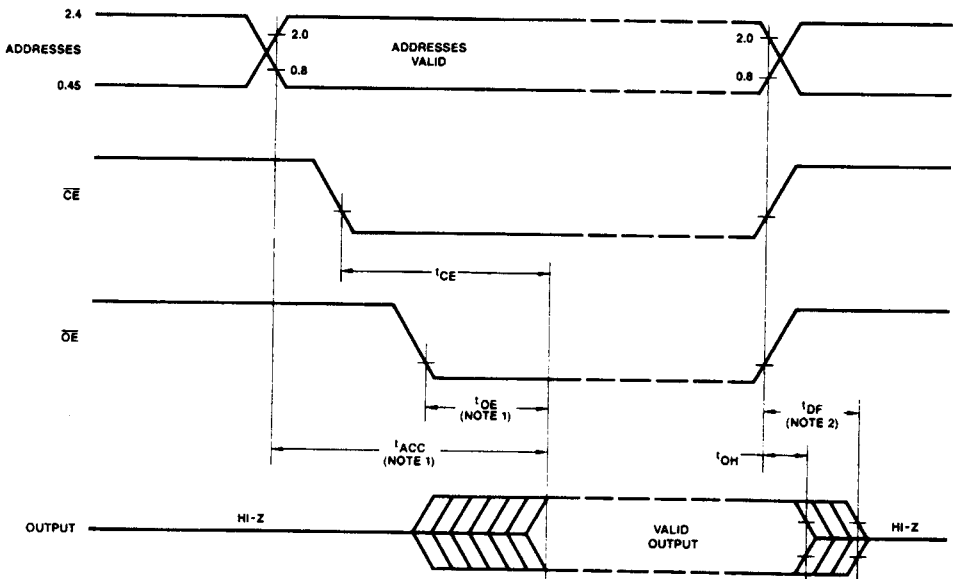 2.4
ADDRESSES
0.45
2.0
0.8
ADDRESSES
VALID
2.0
0.8
CE
tCE
OE
tOE
(NOTE 1)
tACC
(NOTE 1)
tDF
(NOTE 2)
tOH
OUTPUT
HI-Z
VALID
OUTPUT
HI-Z